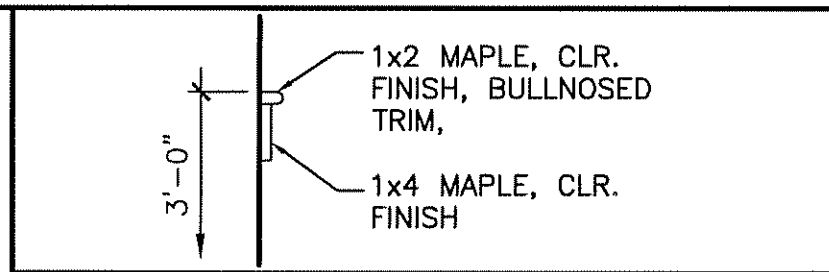 1x2 MAPLE, CLR.
FINISH, BULLNOSED
TRIM,
3'-0"
1x4 MAPLE, CLR.
FINISH